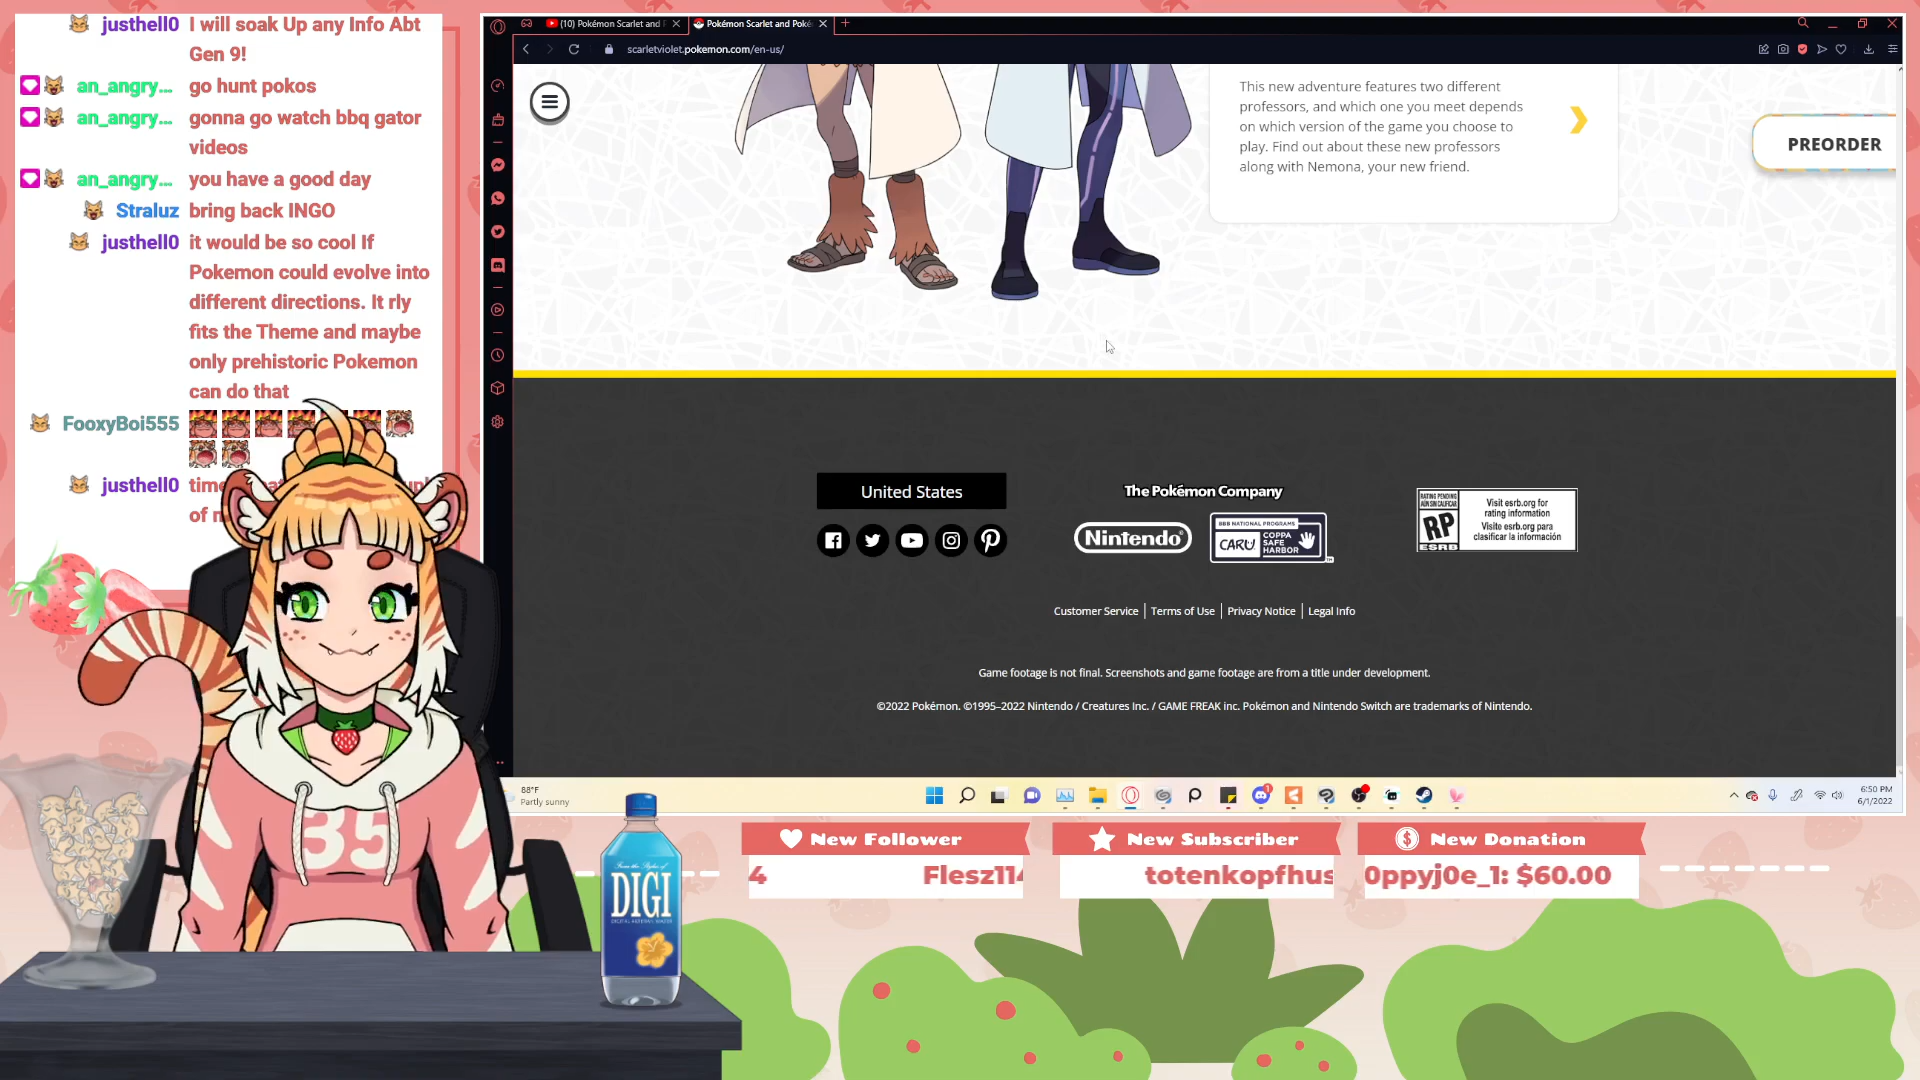 justhell0 I will soak Up any Info Abt
Gen 9!
an_angry... go hunt pokos
an_angry... gonna go watch bbq gator
videos
an_angry... you have a good day
Straluz bring back INGO
justhell0 it would be so cool If
Pokemon could evolve into
different directions. It rly
fits the Theme and maybe
only prehistoric Pokemon
can do that
FooxyBoi555
justhell0
of
35
DIGI
(10) Pokémon Scarlet and
Pokémon Scarlet and Poké
scarletviolet.pokemon.com/en-us/
This new adventure features two different
professors, and which one you meet depends
on which version of the game you choose to
play. Find out about these new professors
along with Nemona, your new friend.
PREORDER
United States
The Pokémon Company
Nintendo
BBB NATIONAL PROGRAMS
CARU
COPPA
SAFE
HARBOR
RATING PENDING
RP
ESRB
Visit esrb.org for
rating information
Visite esrb.org para
clasificar la información
Customer Service | Terms of Use | Privacy Notice | Legal Info
Game footage is not final. Screenshots and game footage are from a title under development.
©2022 Pokémon. ©1995–2022 Nintendo / Creatures Inc. / GAME FREAK inc. Pokémon and Nintendo Switch are trademarks of Nintendo.
88°F
Partly sunny
6:50 PM
6/1/2022
New Follower
4 Flesz114
New Subscriber
totenkopfhus
New Donation
0ppyj0e_1: $60.00